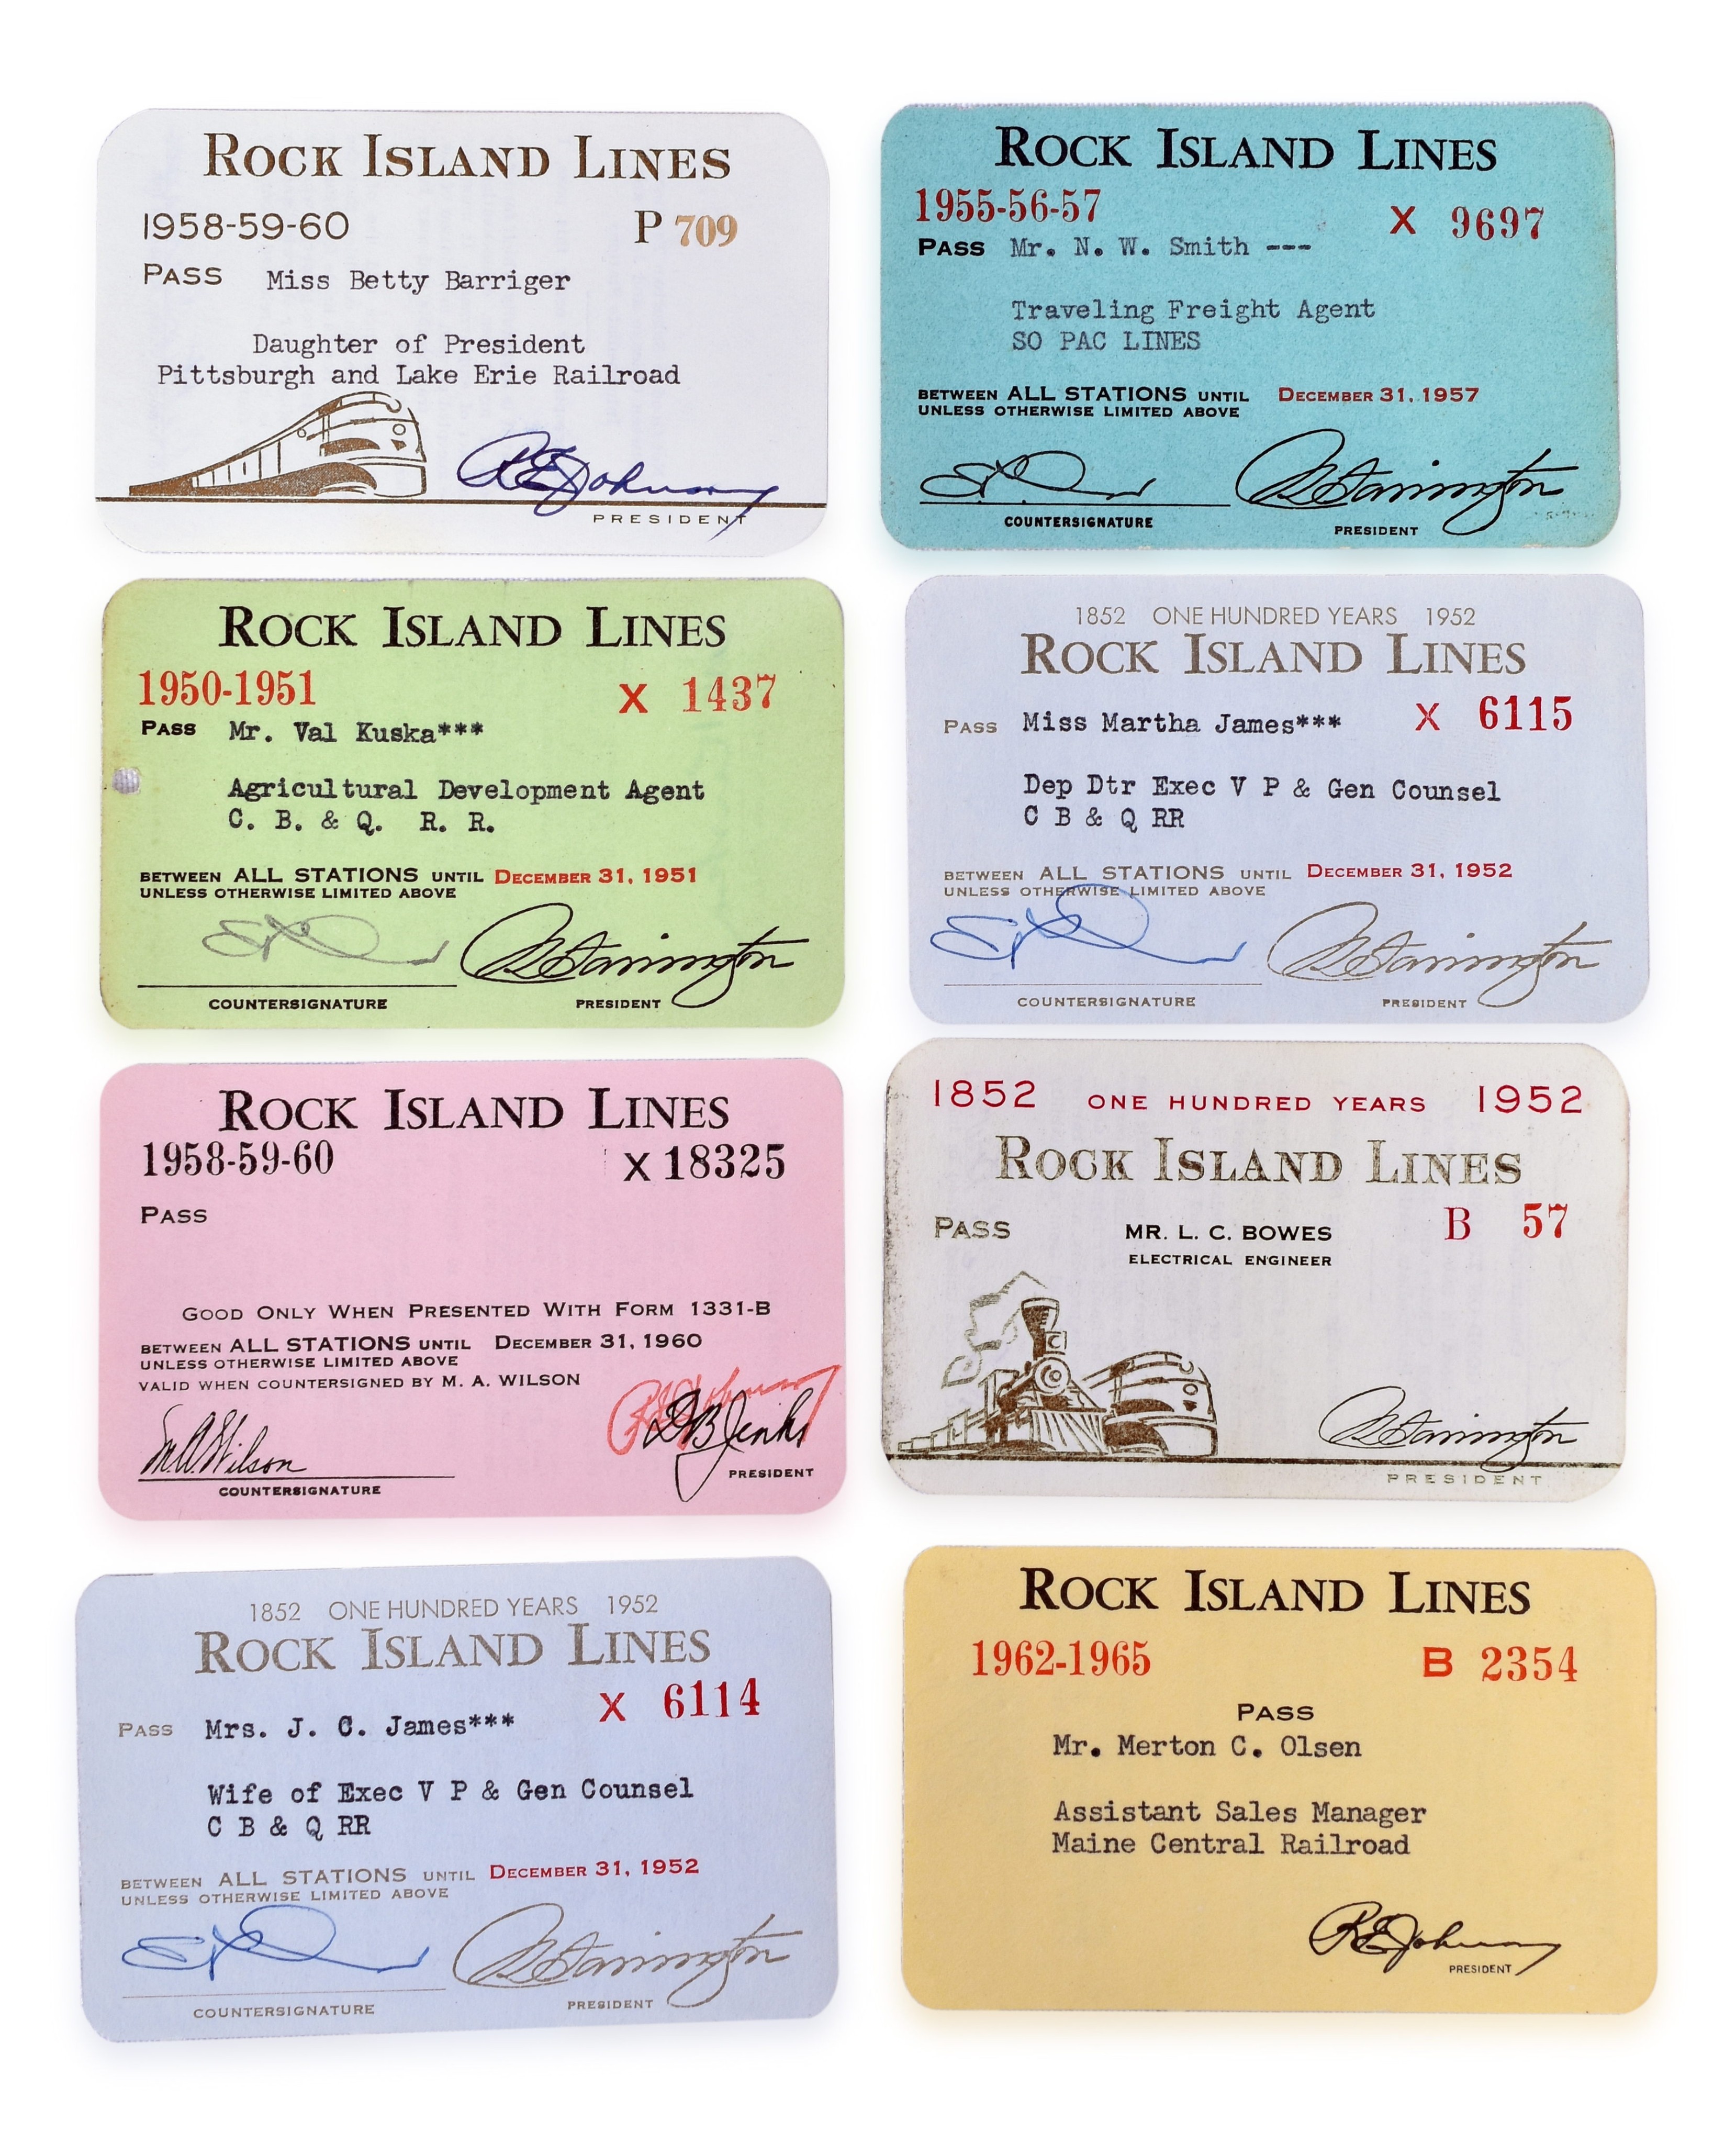 ROCK ISLAND LINES
1958-59-60 P 709
PASS Miss Betty Barriger
Daughter of President
Pittsburgh and Lake Erie Railroad
R E Johnson
PRESIDENT
ROCK ISLAND LINES
1955-56-57 X 9697
PASS Mr. N. W. Smith ---
Traveling Freight Agent
SO PAC LINES
BETWEEN ALL STATIONS UNTIL DECEMBER 31, 1957
UNLESS OTHERWISE LIMITED ABOVE
COUNTERSIGNATURE
PRESIDENT
ROCK ISLAND LINES
1950-1951 X 1437
PASS Mr. Val Kuska***
Agricultural Development Agent
C. B. & Q. R. R.
BETWEEN ALL STATIONS UNTIL DECEMBER 31, 1951
UNLESS OTHERWISE LIMITED ABOVE
COUNTERSIGNATURE PRESIDENT
1852 ONE HUNDRED YEARS 1952
ROCK ISLAND LINES
PASS Miss Martha James*** X 6115
Dep Dtr Exec V P & Gen Counsel
C B & Q RR
BETWEEN ALL STATIONS UNTIL DECEMBER 31, 1952
UNLESS OTHERWISE LIMITED ABOVE
COUNTERSIGNATURE PRESIDENT
ROCK ISLAND LINES
1958-59-60 X 18325
PASS
GOOD ONLY WHEN PRESENTED WITH FORM 1331-B
BETWEEN ALL STATIONS UNTIL DECEMBER 31, 1960
UNLESS OTHERWISE LIMITED ABOVE
VALID WHEN COUNTERSIGNED BY M. A. WILSON
R E Johnson
M.A. Wilson D B Jenks
PRESIDENT
COUNTERSIGNATURE
1852 ONE HUNDRED YEARS 1952
ROCK ISLAND LINES
PASS MR. L. C. BOWES B 57
ELECTRICAL ENGINEER
PRESIDENT
1852 ONE HUNDRED YEARS 1952
ROCK ISLAND LINES
X 6114
PASS Mrs. J. C. James***
Wife of Exec V P & Gen Counsel
C B & Q RR
BETWEEN ALL STATIONS UNTIL DECEMBER 31, 1952
UNLESS OTHERWISE LIMITED ABOVE
COUNTERSIGNATURE PRESIDENT
ROCK ISLAND LINES
1962-1965 B 2354
PASS
Mr. Merton C. Olsen
Assistant Sales Manager
Maine Central Railroad
R E Johnson
PRESIDENT